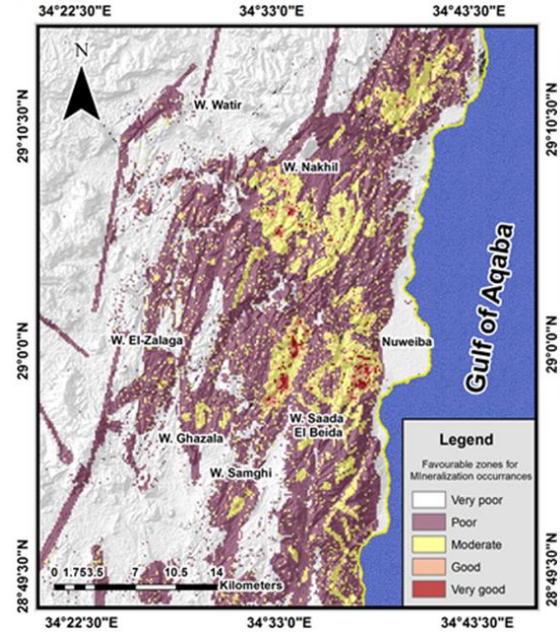 34°22'30"E 34°33'0"E 34°43'30"E
N
29°10'30"N
29°10'30"N
W. Watir
W. Nakhil
Gulf of Aqaba
29°0'0"N
29°0'0"N
W. El-Zalaga
Nuweiba
W. Saada
El Beida
W. Ghazala
W. Samghi
Legend
Favourable zones for
MIneralization occurrances
Very poor
Poor
Moderate
Good
Very good
0 1.753.5 7 10.5 14
Kilometers
28°49'30"N
28°49'30"N
34°22'30"E 34°33'0"E 34°43'30"E